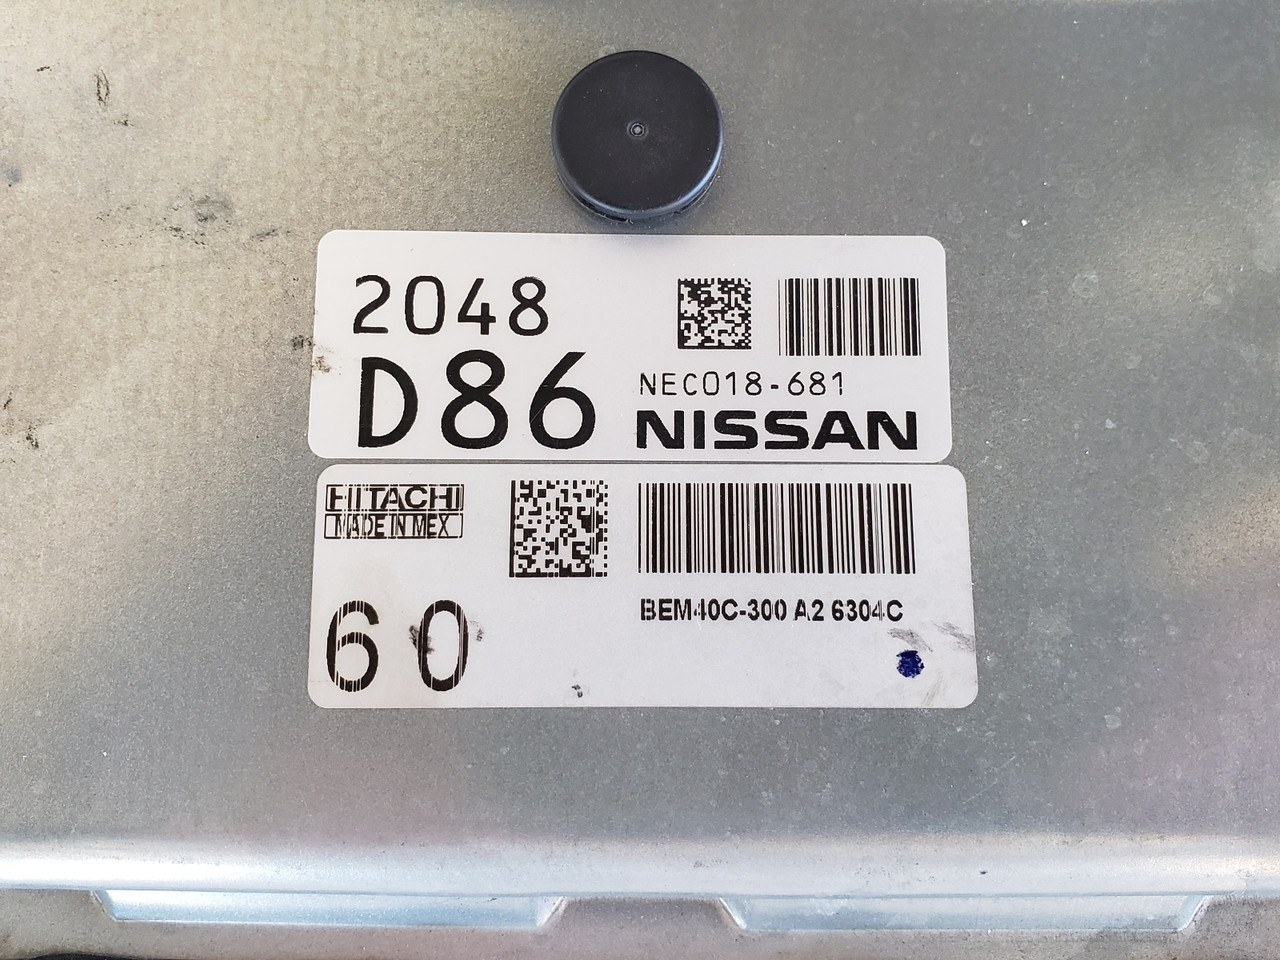 2048
D86
NEC018-681
NISSAN
HITACHI
MADE IN MEX
60
BEM40C-300 A2 6304C